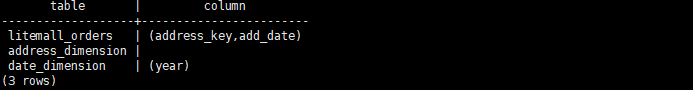 table | column
-------------------+------------------------
litemall_orders | (address_key,add_date)
address_dimension |
date_dimension | (year)
(3 rows)